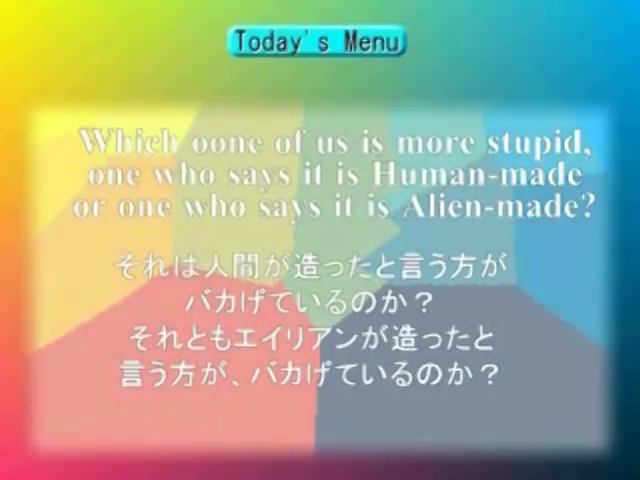 Today's Menu
Which oone of us is more stupid,
one who says it is Human-made
or one who says it is Alien-made?
それは人間が造ったと言う方が
バカげているのか？
それともエイリアンが造ったと
言う方が、バカげているのか？